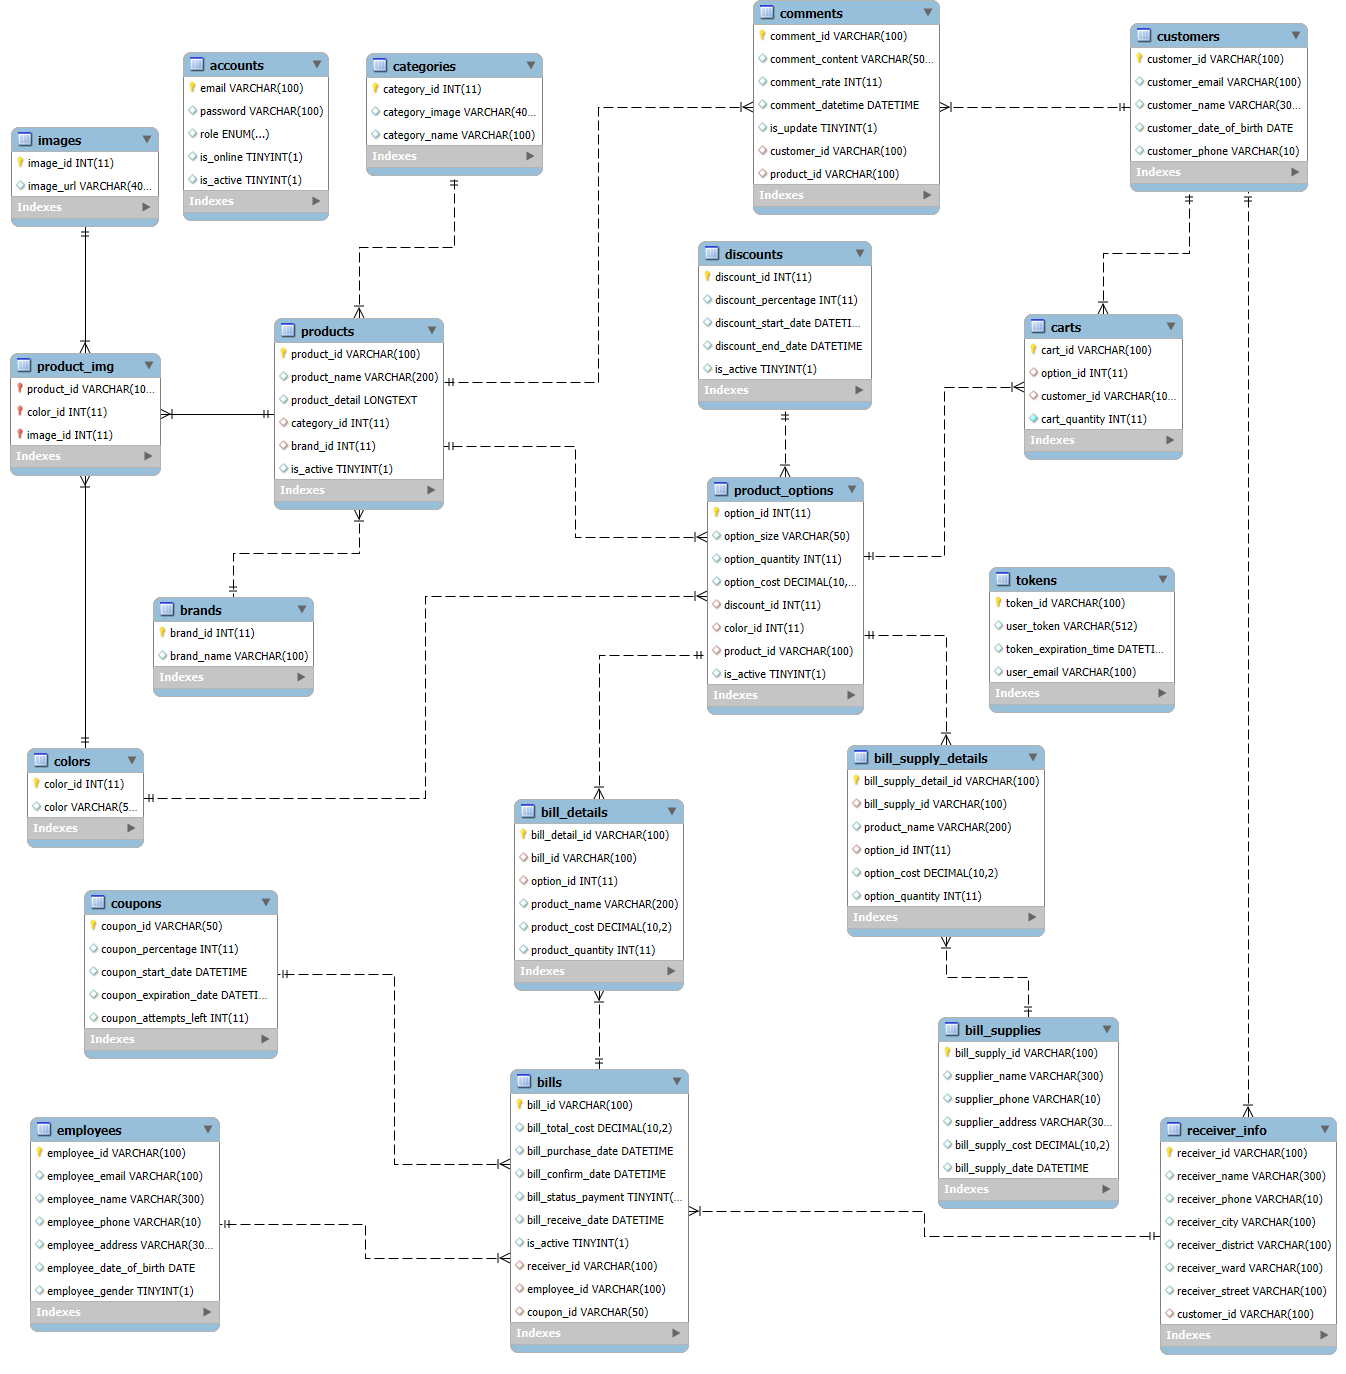 comments
comment_id VARCHAR(100)
comment_content VARCHAR(50...
comment_rate INT(11)
comment_datetime DATETIME
is_update TINYINT(1)
customer_id VARCHAR(100)
product_id VARCHAR(100)
Indexes
customers
customer_id VARCHAR(100)
customer_email VARCHAR(100)
customer_name VARCHAR(30...
customer_date_of_birth DATE
customer_phone VARCHAR(10)
Indexes
accounts
email VARCHAR(100)
password VARCHAR(100)
role ENUM(...)
is_online TINYINT(1)
is_active TINYINT(1)
Indexes
categories
category_id INT(11)
category_image VARCHAR(40...
category_name VARCHAR(100)
Indexes
images
image_id INT(11)
image_url VARCHAR(40...
Indexes
discounts
discount_id INT(11)
discount_percentage INT(11)
discount_start_date DATETI...
discount_end_date DATETIME
is_active TINYINT(1)
Indexes
carts
cart_id VARCHAR(100)
option_id INT(11)
customer_id VARCHAR(10...
cart_quantity INT(11)
Indexes
products
product_id VARCHAR(100)
product_name VARCHAR(200)
product_detail LONGTEXT
category_id INT(11)
brand_id INT(11)
is_active TINYINT(1)
Indexes
product_img
product_id VARCHAR(10...
color_id INT(11)
image_id INT(11)
Indexes
product_options
option_id INT(11)
option_size VARCHAR(50)
option_quantity INT(11)
option_cost DECIMAL(10,...
discount_id INT(11)
color_id INT(11)
product_id VARCHAR(100)
is_active TINYINT(1)
Indexes
tokens
token_id VARCHAR(100)
user_token VARCHAR(512)
token_expiration_time DATETI...
user_email VARCHAR(100)
Indexes
brands
brand_id INT(11)
brand_name VARCHAR(100)
Indexes
colors
color_id INT(11)
color VARCHAR(5...
Indexes
bill_supply_details
bill_supply_detail_id VARCHAR(100)
bill_supply_id VARCHAR(100)
product_name VARCHAR(200)
option_id INT(11)
option_cost DECIMAL(10,2)
option_quantity INT(11)
Indexes
bill_details
bill_detail_id VARCHAR(100)
bill_id VARCHAR(100)
option_id INT(11)
product_name VARCHAR(200)
product_cost DECIMAL(10,2)
product_quantity INT(11)
Indexes
coupons
coupon_id VARCHAR(50)
coupon_percentage INT(11)
coupon_start_date DATETIME
coupon_expiration_date DATETI...
coupon_attempts_left INT(11)
Indexes
bill_supplies
bill_supply_id VARCHAR(100)
supplier_name VARCHAR(300)
supplier_phone VARCHAR(10)
supplier_address VARCHAR(30...
bill_supply_cost DECIMAL(10,2)
bill_supply_date DATETIME
Indexes
bills
bill_id VARCHAR(100)
bill_total_cost DECIMAL(10,2)
bill_purchase_date DATETIME
bill_confirm_date DATETIME
bill_status_payment TINYINT(...
bill_receive_date DATETIME
is_active TINYINT(1)
receiver_id VARCHAR(100)
employee_id VARCHAR(100)
coupon_id VARCHAR(50)
Indexes
employees
employee_id VARCHAR(100)
employee_email VARCHAR(100)
employee_name VARCHAR(300)
employee_phone VARCHAR(10)
employee_address VARCHAR(30...
employee_date_of_birth DATE
employee_gender TINYINT(1)
Indexes
receiver_info
receiver_id VARCHAR(100)
receiver_name VARCHAR(300)
receiver_phone VARCHAR(10)
receiver_city VARCHAR(100)
receiver_district VARCHAR(100)
receiver_ward VARCHAR(100)
receiver_street VARCHAR(100)
customer_id VARCHAR(100)
Indexes